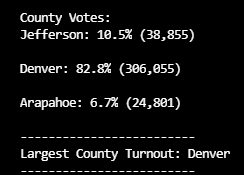 County Votes:
Jefferson: 10.5% (38,855)
Denver: 82.8% (306,055)
Arapahoe: 6.7% (24,801)
-------------------------
Largest County Turnout: Denver
-------------------------